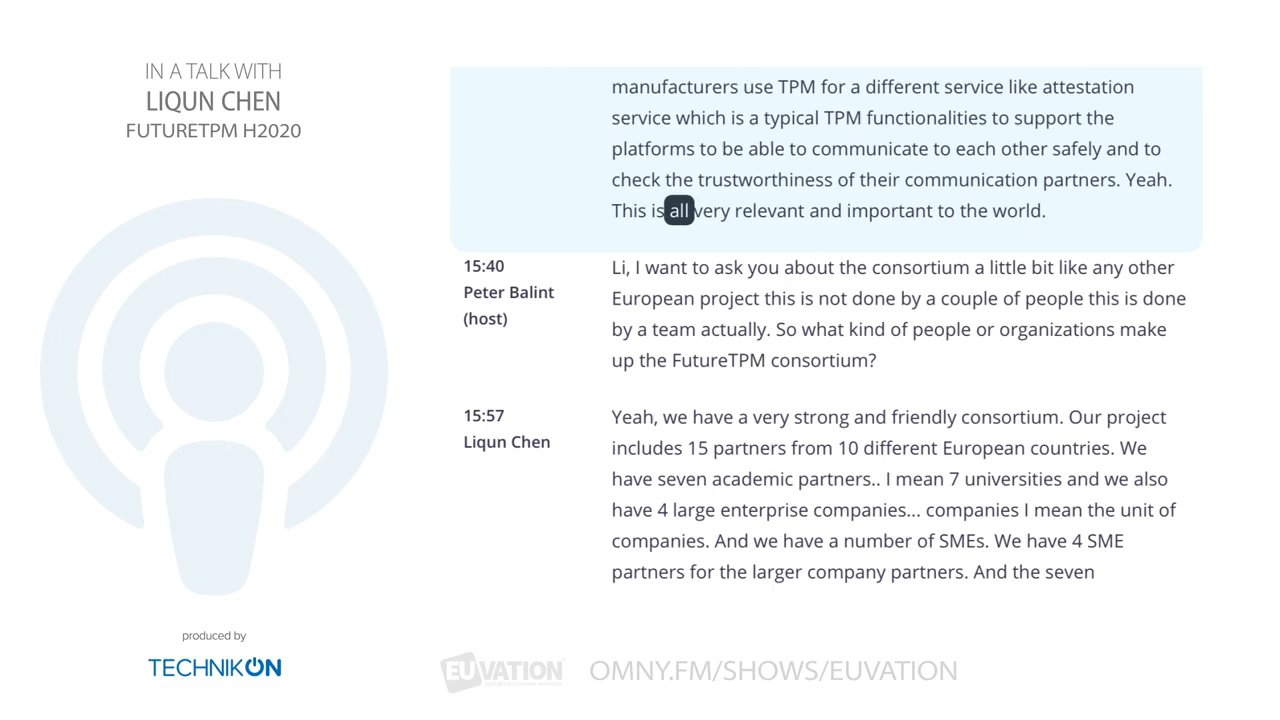 IN A TALK WITH
LIQUN CHEN
FUTURETPM H2020
manufacturers use TPM for a different service like attestation
service which is a typical TPM functionalities to support the
platforms to be able to communicate to each other safely and to
check the trustworthiness of their communication partners. Yeah.
This is all very relevant and important to the world.
15:40
Peter Balint
(host)
Li, I want to ask you about the consortium a little bit like any other
European project this is not done by a couple of people this is done
by a team actually. So what kind of people or organizations make
up the FutureTPM consortium?
15:57
Liqun Chen
Yeah, we have a very strong and friendly consortium. Our project
includes 15 partners from 10 different European countries. We
have seven academic partners.. I mean 7 universities and we also
have 4 large enterprise companies... companies I mean the unit of
companies. And we have a number of SMEs. We have 4 SME
partners for the larger company partners. And the seven
produced by
TECHNIKON
EUVATION
OMNY.FM/SHOWS/EUVATION